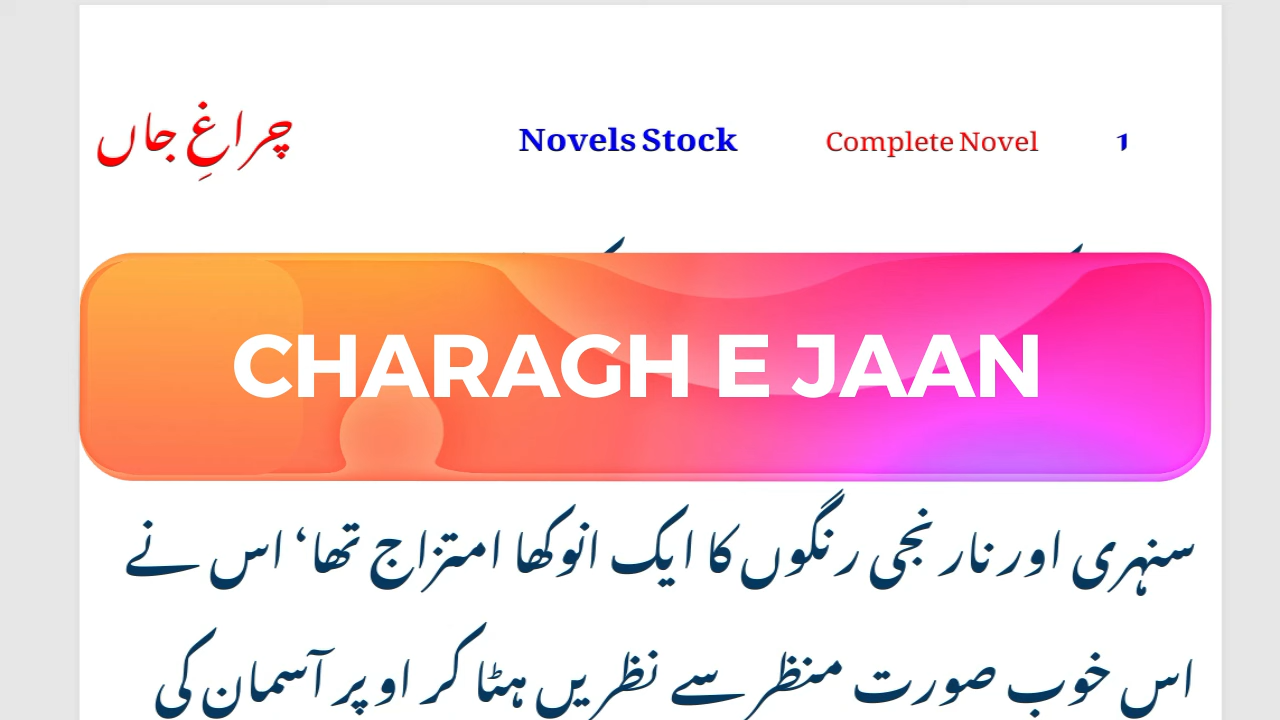 چراغِ جاں Novels Stock Complete Novel 1
CHARAGH E JAAN
سنہری اور نارنجی رنگوں کا ایک انوکھا امتزاج تھا‘ اس نے
اس خوب صورت منظر سے نظریں ہٹا کر اوپر آسمان کی